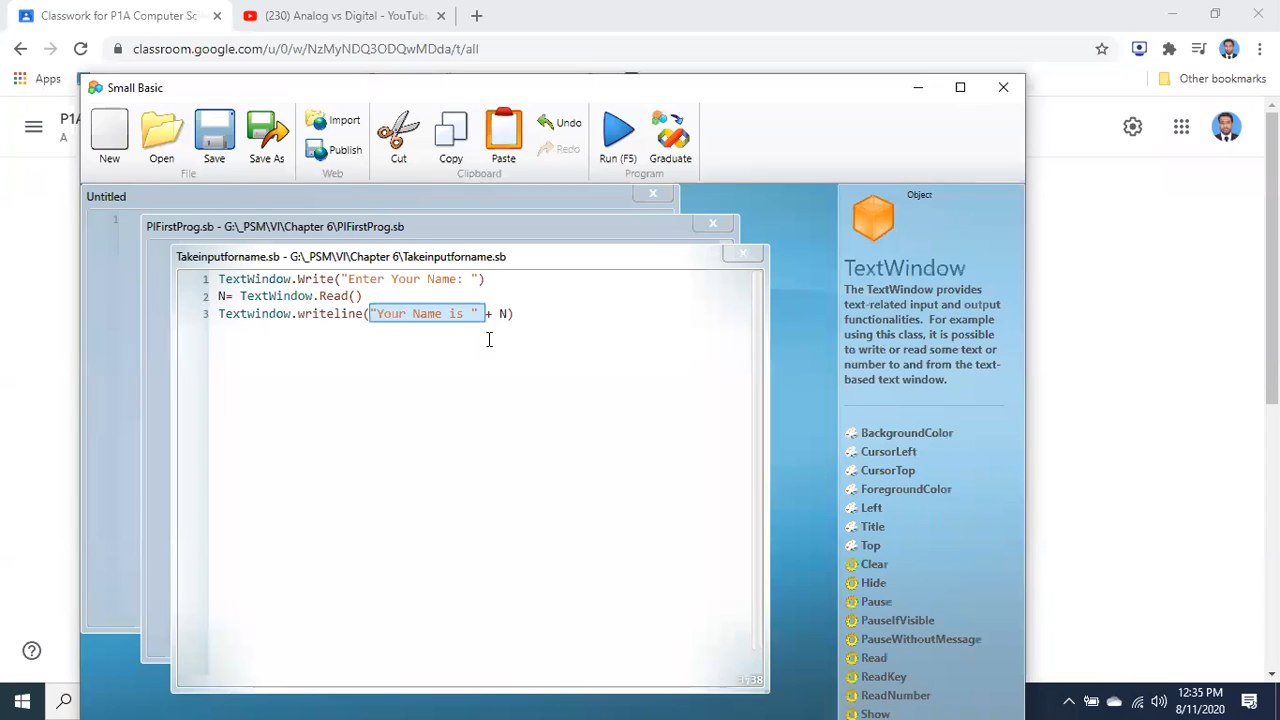 Classwork for P1A Computer Sci
(230) Analog vs Digital - YouTube
classroom.google.com/u/0/w/NzMyNDQ3ODQwMDda/t/all
Apps
Other bookmarks
Small Basic
New
Open
Save
Save As
Import
Publish
Cut
Copy
Paste
Undo
Redo
Run (F5)
Graduate
File
Web
Clipboard
Program
P1A
A
Untitled
1
PIFirstProg.sb - G:\_PSM\VI\Chapter 6\PIFirstProg.sb
Takeinputforname.sb - G:\_PSM\VI\Chapter 6\Takeinputforname.sb
1 TextWindow.Write("Enter Your Name: ")
2 N= TextWindow.Read()
3 Textwindow.writeline("Your Name is " + N)
Object
TextWindow
The TextWindow provides
text-related input and output
functionalities. For example
using this class, it is possible
to write or read some text or
number to and from the text-
based text window.
BackgroundColor
CursorLeft
CursorTop
ForegroundColor
Left
Title
Top
Clear
Hide
Pause
PauseIfVisible
PauseWithoutMessage
Read
ReadKey
ReadNumber
Show
12:35 PM
8/11/2020